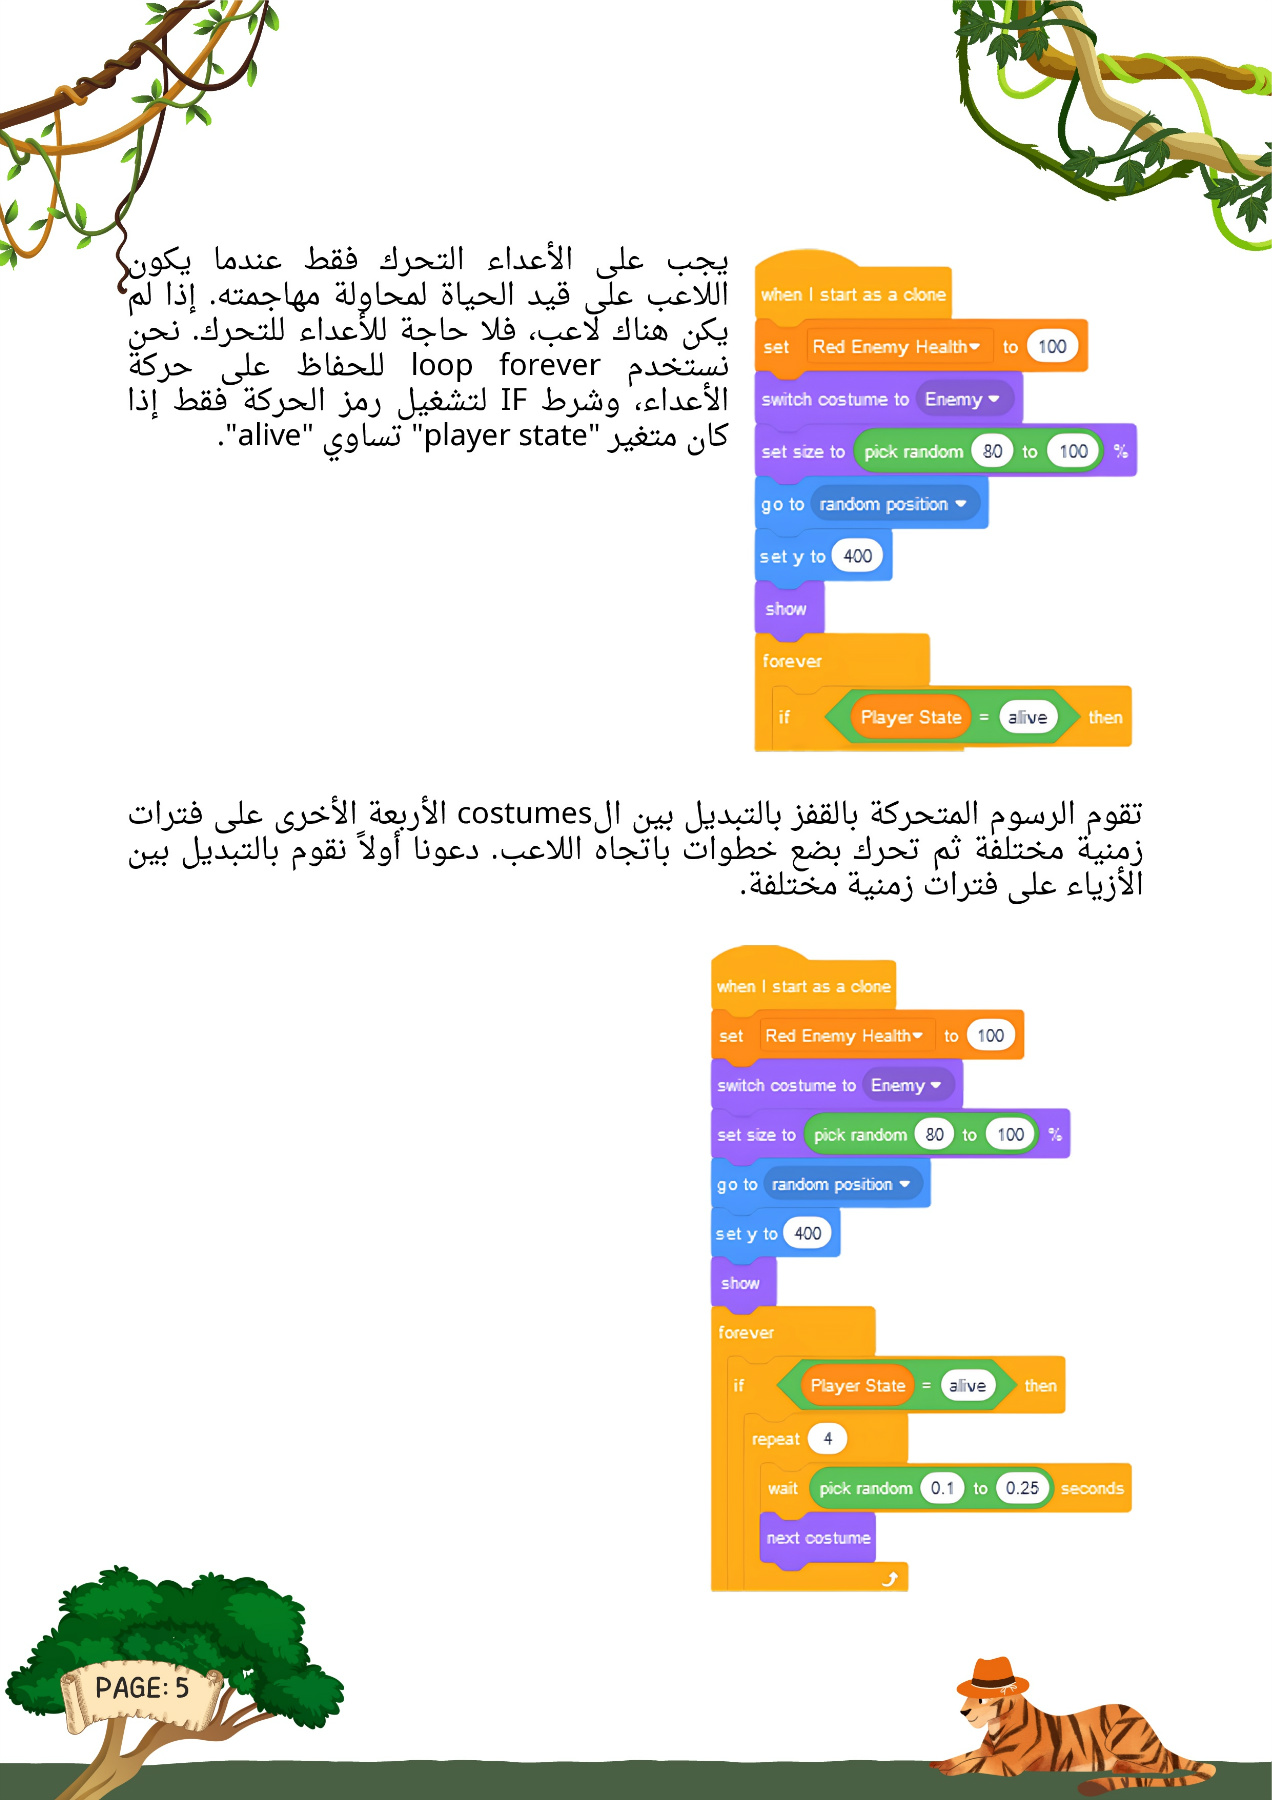 يجب على الأعداء التحرك فقط عندما يكون
اللاعب على قيد الحياة لمحاولة مهاجمته. إذا لم
يكن هناك لاعب، فلا حاجة للأعداء للتحرك. نحن
نستخدم loop forever للحفاظ على حركة
الأعداء، وشرط IF لتشغيل رمز الحركة فقط إذا
كان متغير "player state" تساوي "alive".
when I start as a clone
set Red Enemy Health to 100
switch costume to Enemy
set size to pick random 80 to 100 %
go to random position
set y to 400
show
forever
if Player State = alive then
تقوم الرسوم المتحركة بالقفز بالتبديل بين الcostumes الأربعة الأخرى على فترات
زمنية مختلفة ثم تحرك بضع خطوات باتجاه اللاعب. دعونا أولاً نقوم بالتبديل بين
الأزياء على فترات زمنية مختلفة.
when I start as a clone
set Red Enemy Health to 100
switch costume to Enemy
set size to pick random 80 to 100 %
go to random position
set y to 400
show
forever
if Player State = alive then
repeat 4
wait pick random 0.1 to 0.25 seconds
next costume
PAGE: 5